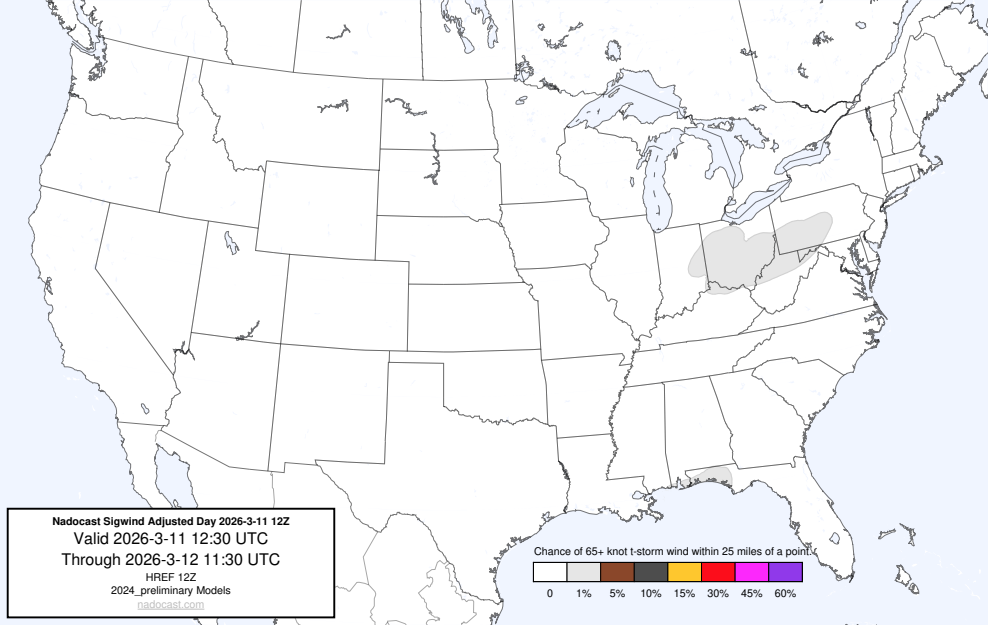 Nadocast Sigwind Adjusted Day 2026-3-11 12Z
Valid 2026-3-11 12:30 UTC
Through 2026-3-12 11:30 UTC
HREF 12Z
2024_preliminary Models
nadocast.com
Chance of 65+ knot t-storm wind within 25 miles of a point.
0 1% 5% 10% 15% 30% 45% 60%